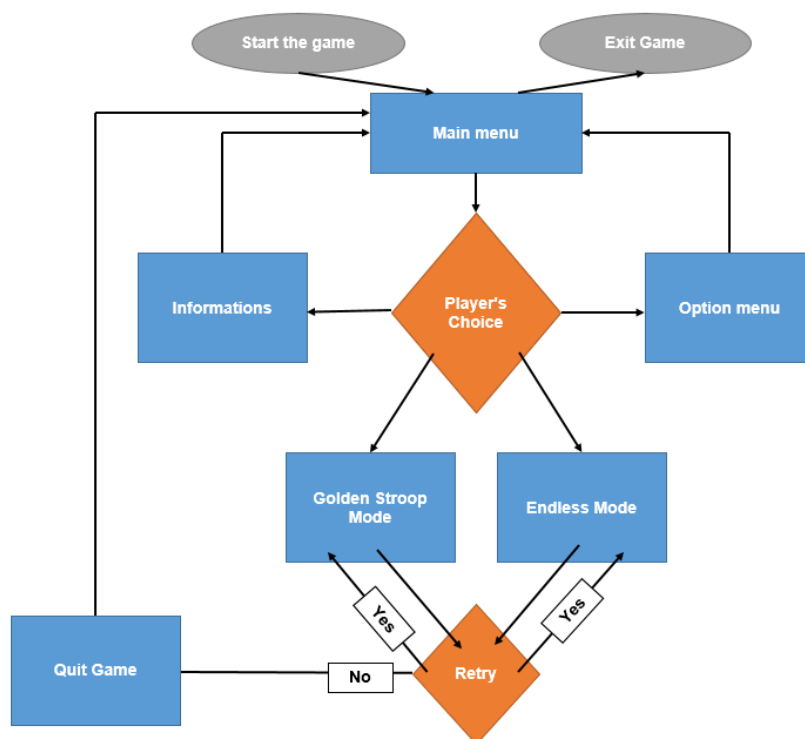 Start the game
Exit Game
Main menu
Informations
Player's
Choice
Option menu
Golden Stroop
Mode
Endless Mode
Yes
Yes
Quit Game
No
Retry